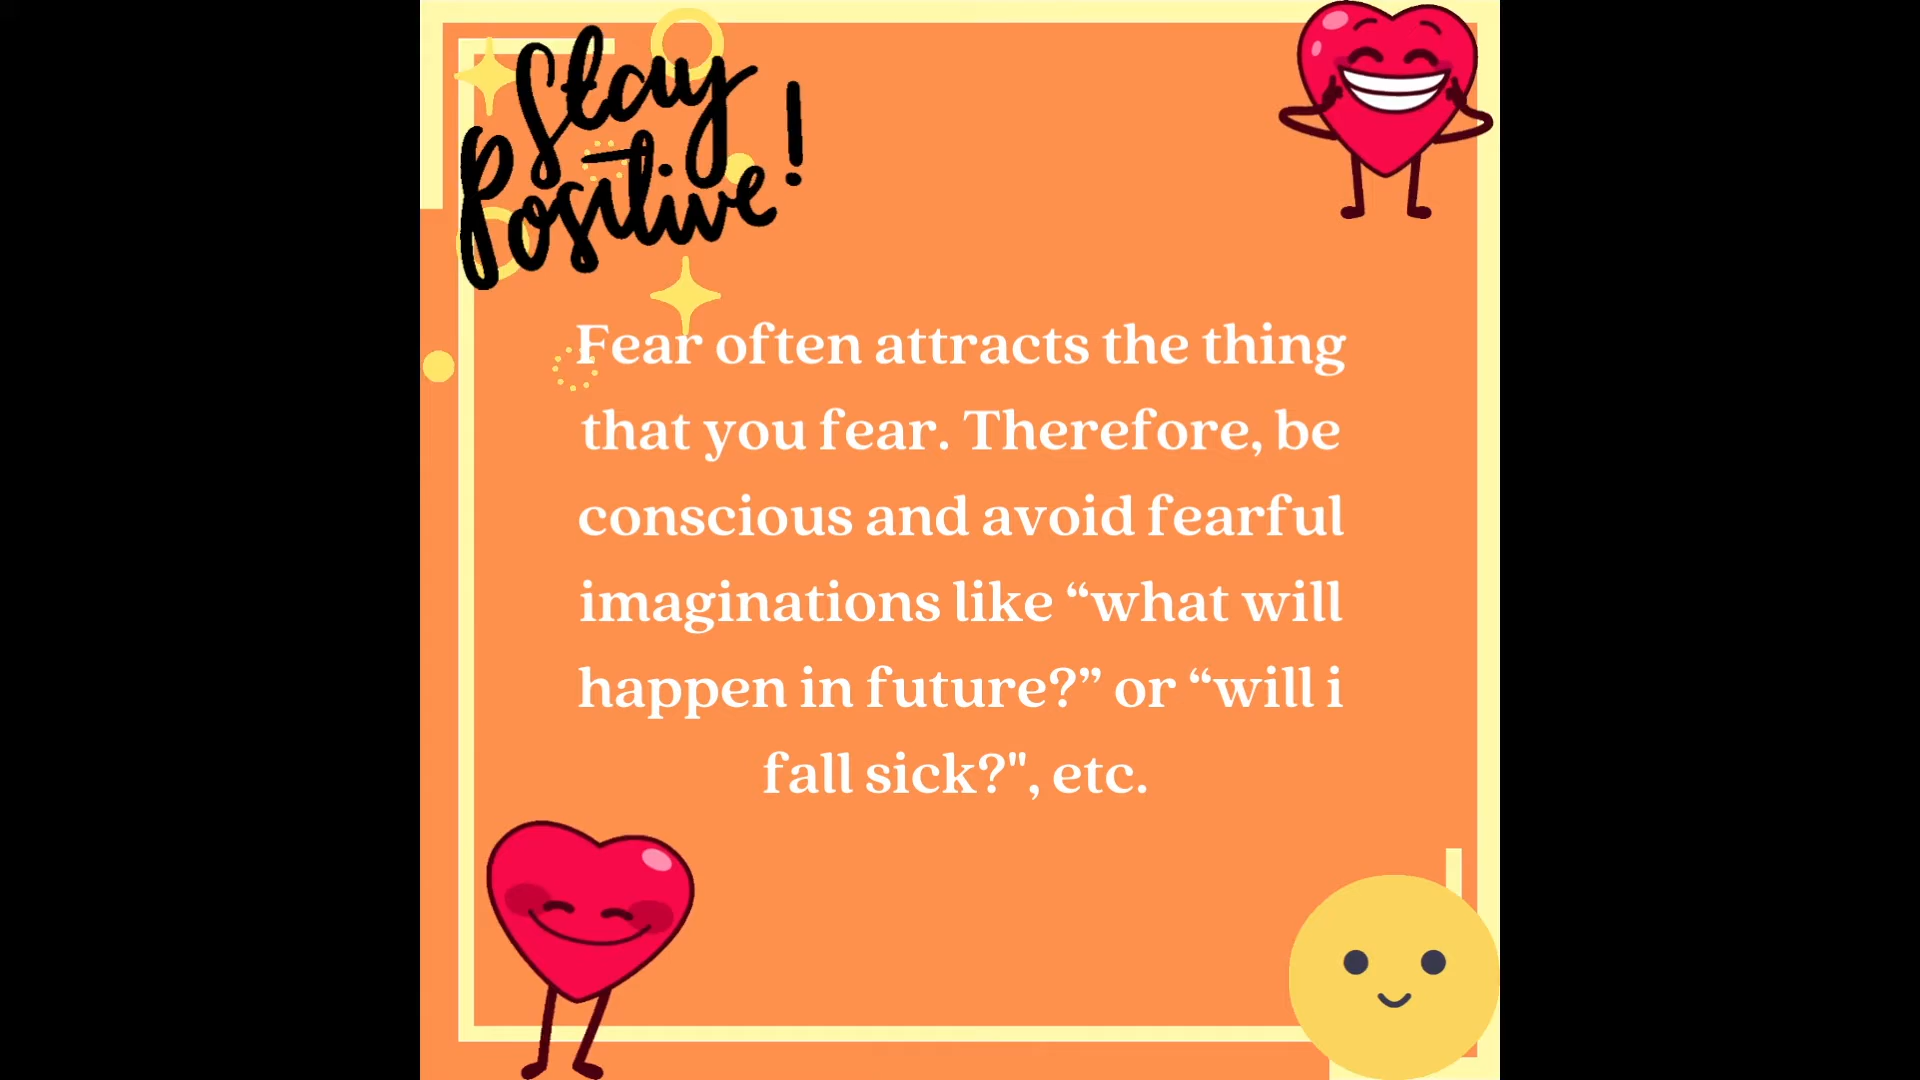 Stay
Positive!
Fear often attracts the thing
that you fear. Therefore, be
conscious and avoid fearful
imaginations like “what will
happen in future?” or “will i
fall sick?", etc.